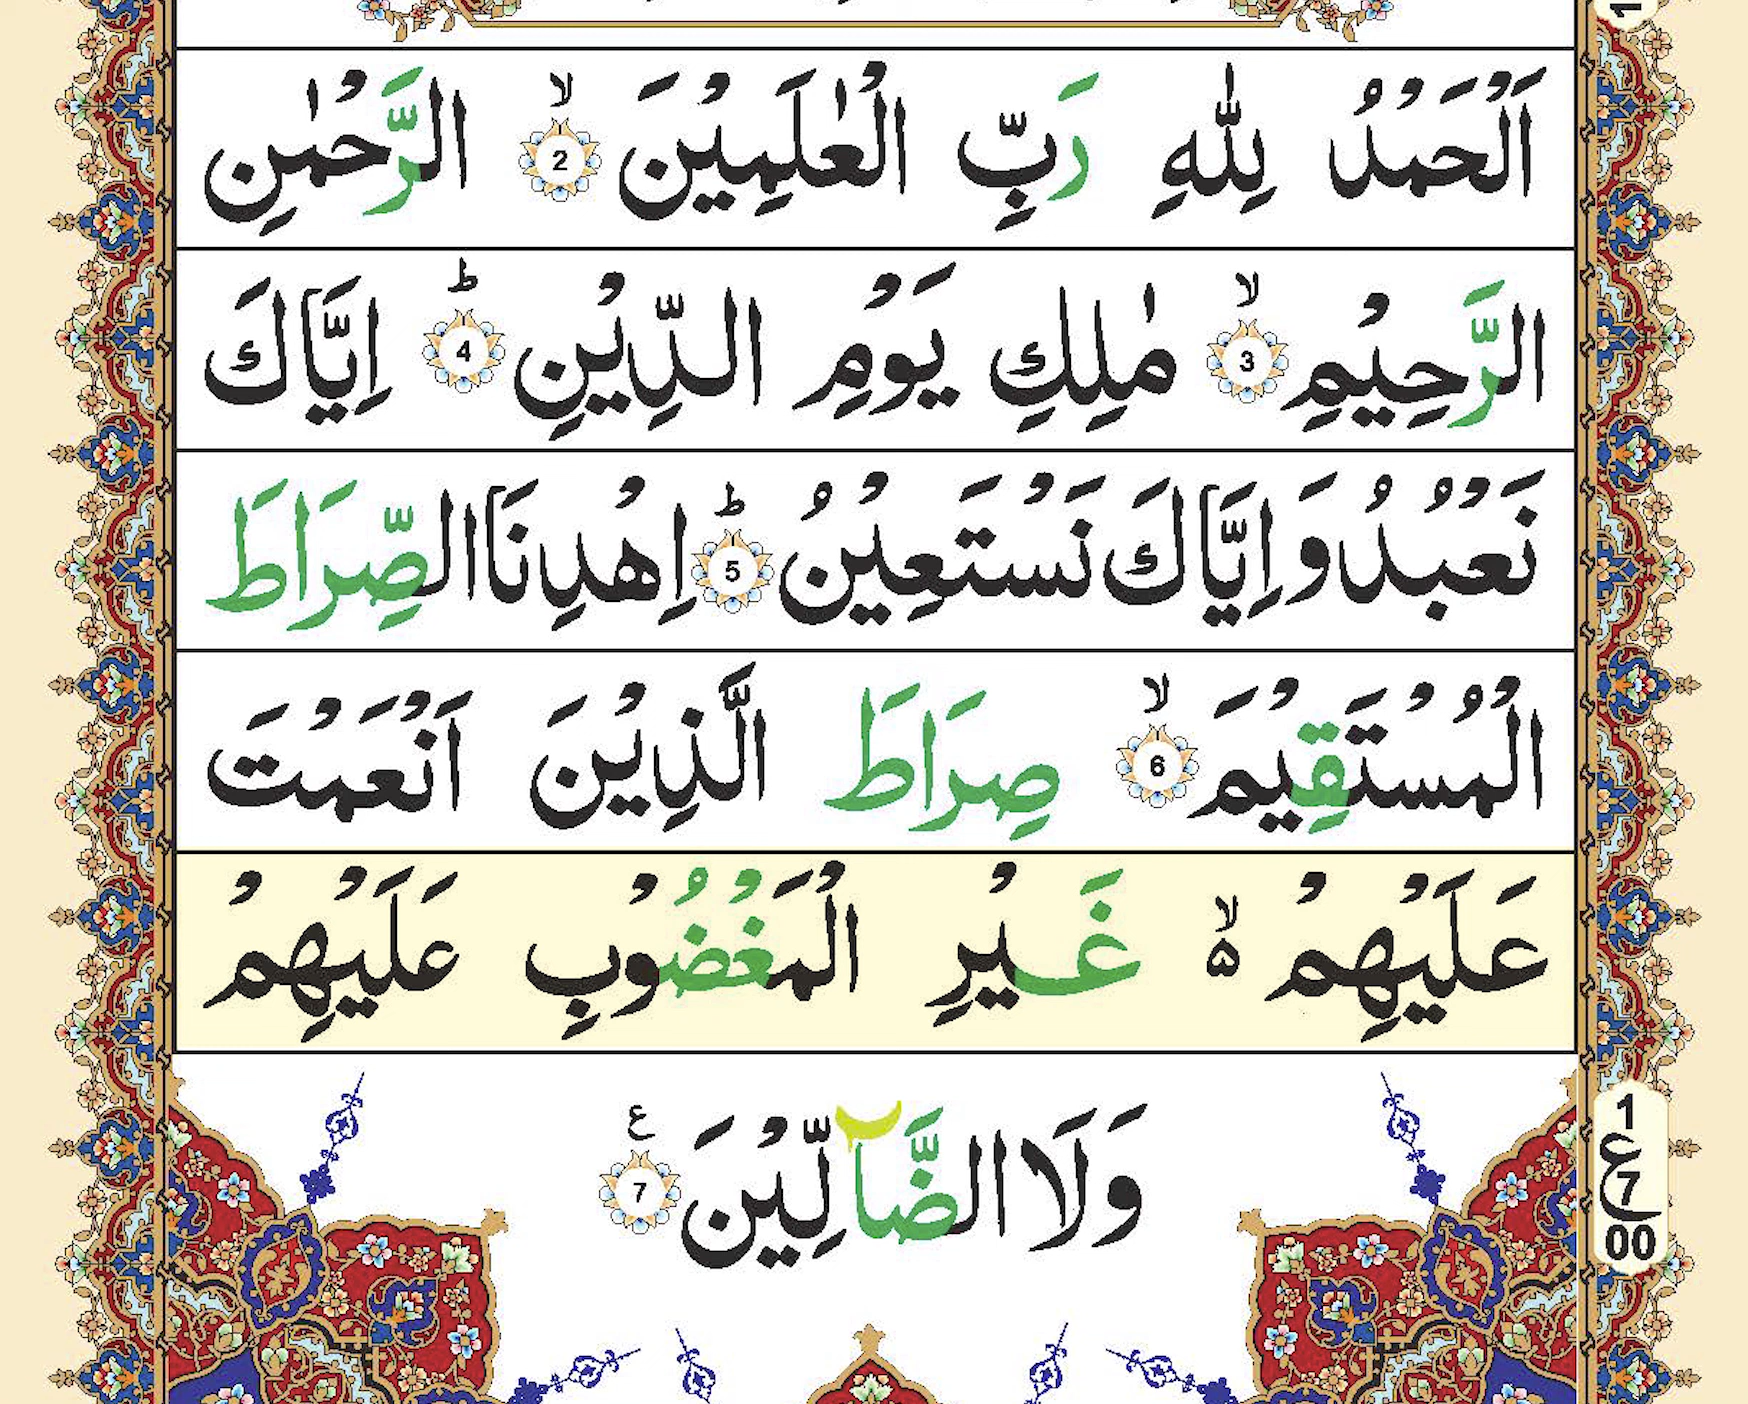 اَلْحَمْدُ لِلّٰهِ رَبِّ الْعٰلَمِیْنَ ۙ 2 الرَّحْمٰنِ
الرَّحِیْمِ ۙ 3 مٰلِكِ یَوْمِ الدِّیْنِ ؕ 4 اِیَّاكَ
نَعْبُدُ وَ اِیَّاكَ نَسْتَعِیْنُ ؕ 5 اِهْدِنَا الصِّرَاطَ
الْمُسْتَقِیْمَ ۙ 6 صِرَاطَ الَّذِیْنَ اَنْعَمْتَ
عَلَیْهِمْ ۙ۵ غَیْرِ الْمَغْضُوْبِ عَلَیْهِمْ
وَ لَا الضَّآلِّیْنَ ع 7
1
ع
7
00